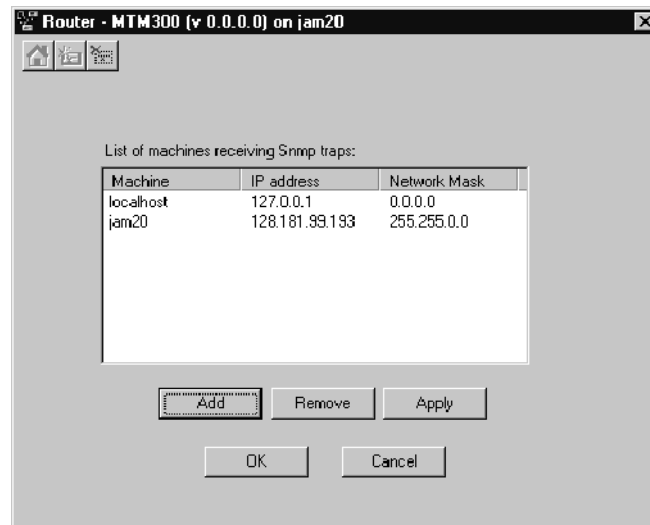 Router - MTM300 (v 0.0.0.0) on jam20
List of machines receiving Snmp traps:
Machine IP address Network Mask
localhost 127.0.0.1 0.0.0.0
jam20 128.181.99.193 255.255.0.0
Add Remove Apply
OK Cancel